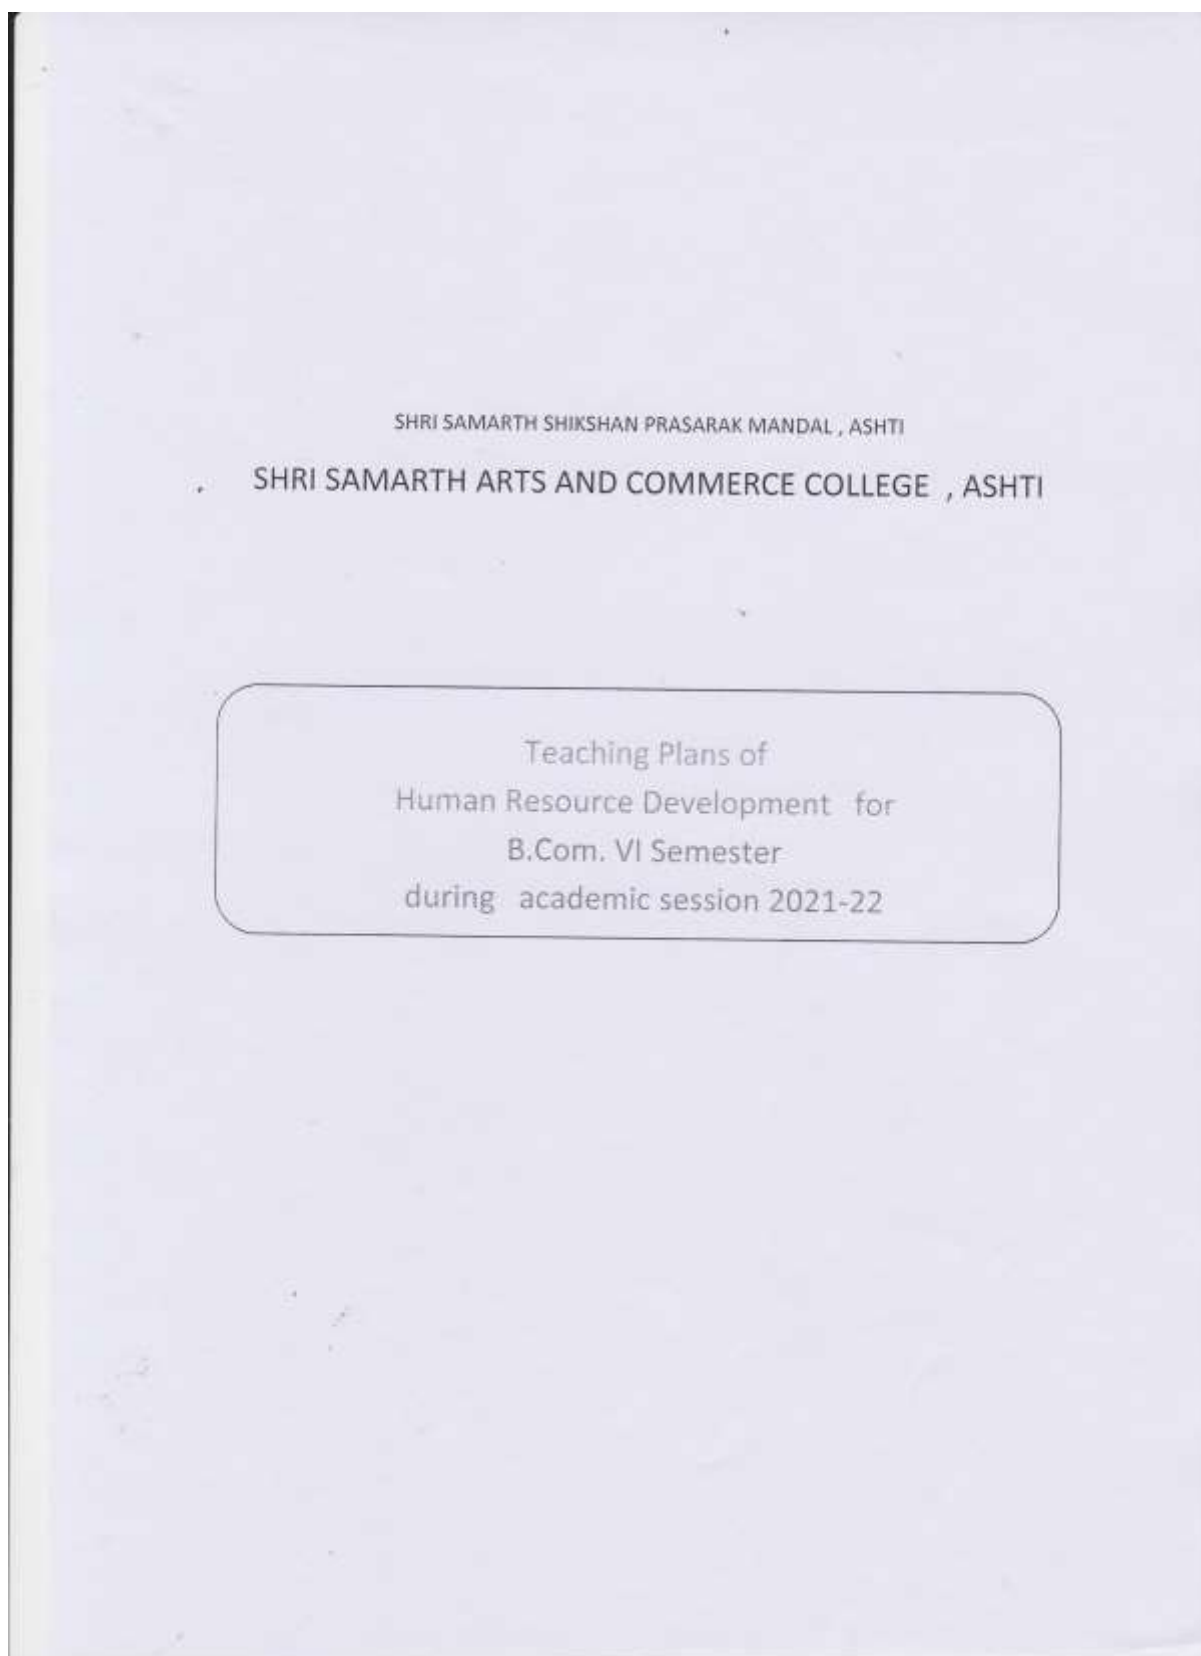 SHRI SAMARTH SHIKSHAN PRASARAK MANDAL , ASHTI
SHRI SAMARTH ARTS AND COMMERCE COLLEGE , ASHTI
Teaching Plans of
Human Resource Development for
B.Com. VI Semester
during academic session 2021-22